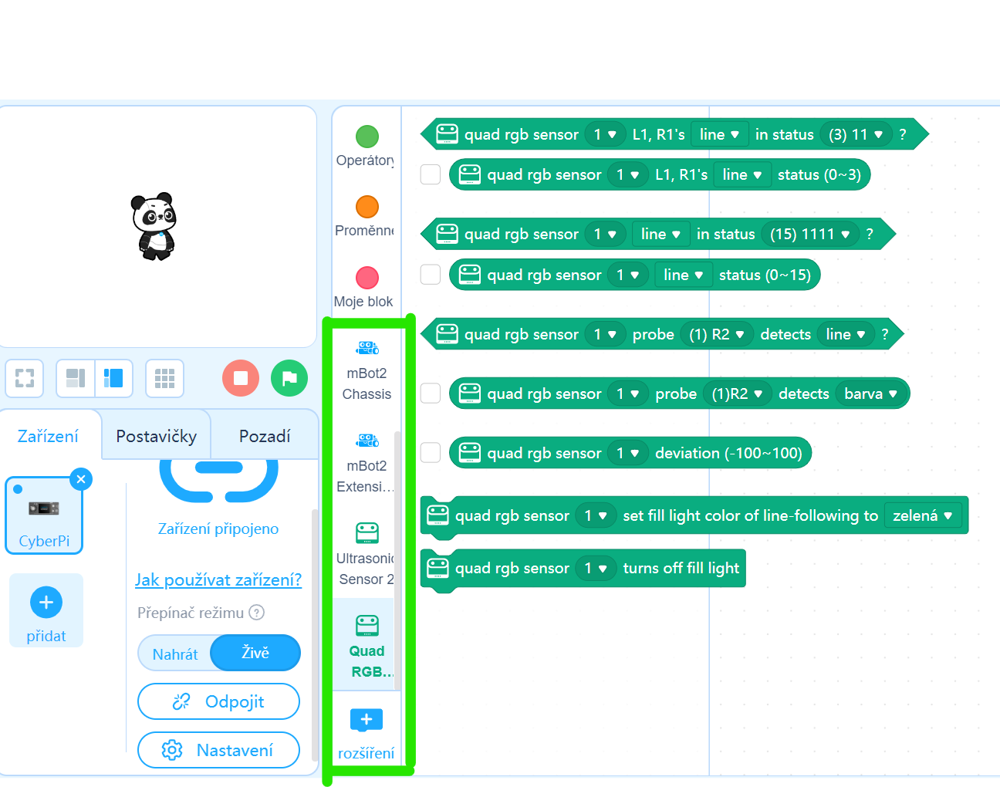 Operátory
Proměnné
Moje blok
mBot2
Chassis
mBot2
Extensi...
Ultrasonic
Sensor 2
Quad
RGB...
rozšíření
quad rgb sensor 1 L1, R1's line in status (3) 11 ?
quad rgb sensor 1 L1, R1's line status (0~3)
quad rgb sensor 1 line in status (15) 1111 ?
quad rgb sensor 1 line status (0~15)
quad rgb sensor 1 probe (1) R2 detects line ?
quad rgb sensor 1 probe (1)R2 detects barva
quad rgb sensor 1 deviation (-100~100)
quad rgb sensor 1 set fill light color of line-following to zelená
quad rgb sensor 1 turns off fill light
Zařízení Postavičky Pozadí
CyberPi
přidat
Zařízení připojeno
Jak používat zařízení?
Přepínač režimu ?
Nahrát Živě
Odpojit
Nastavení